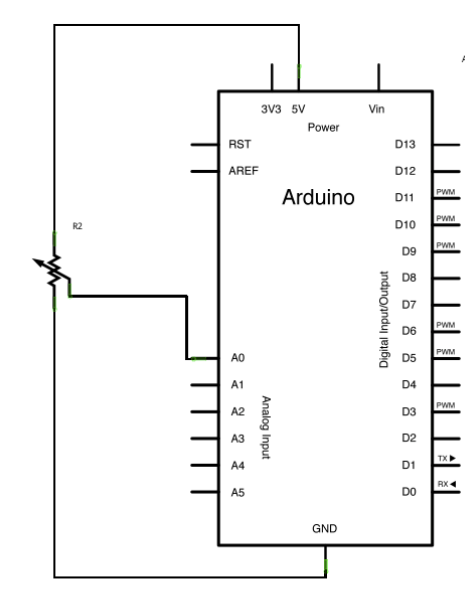 A
3V3 5V Vin
Power
RST D13
AREF D12
Arduino
D11 PWM
D10 PWM
R2
D9 PWM
D8
D7
Digital Input/Output
D6 PWM
A0 D5 PWM
A1 D4
A2 D3 PWM
Analog Input
A3 D2
A4 D1 TX ▶
A5 D0 RX ◀
GND